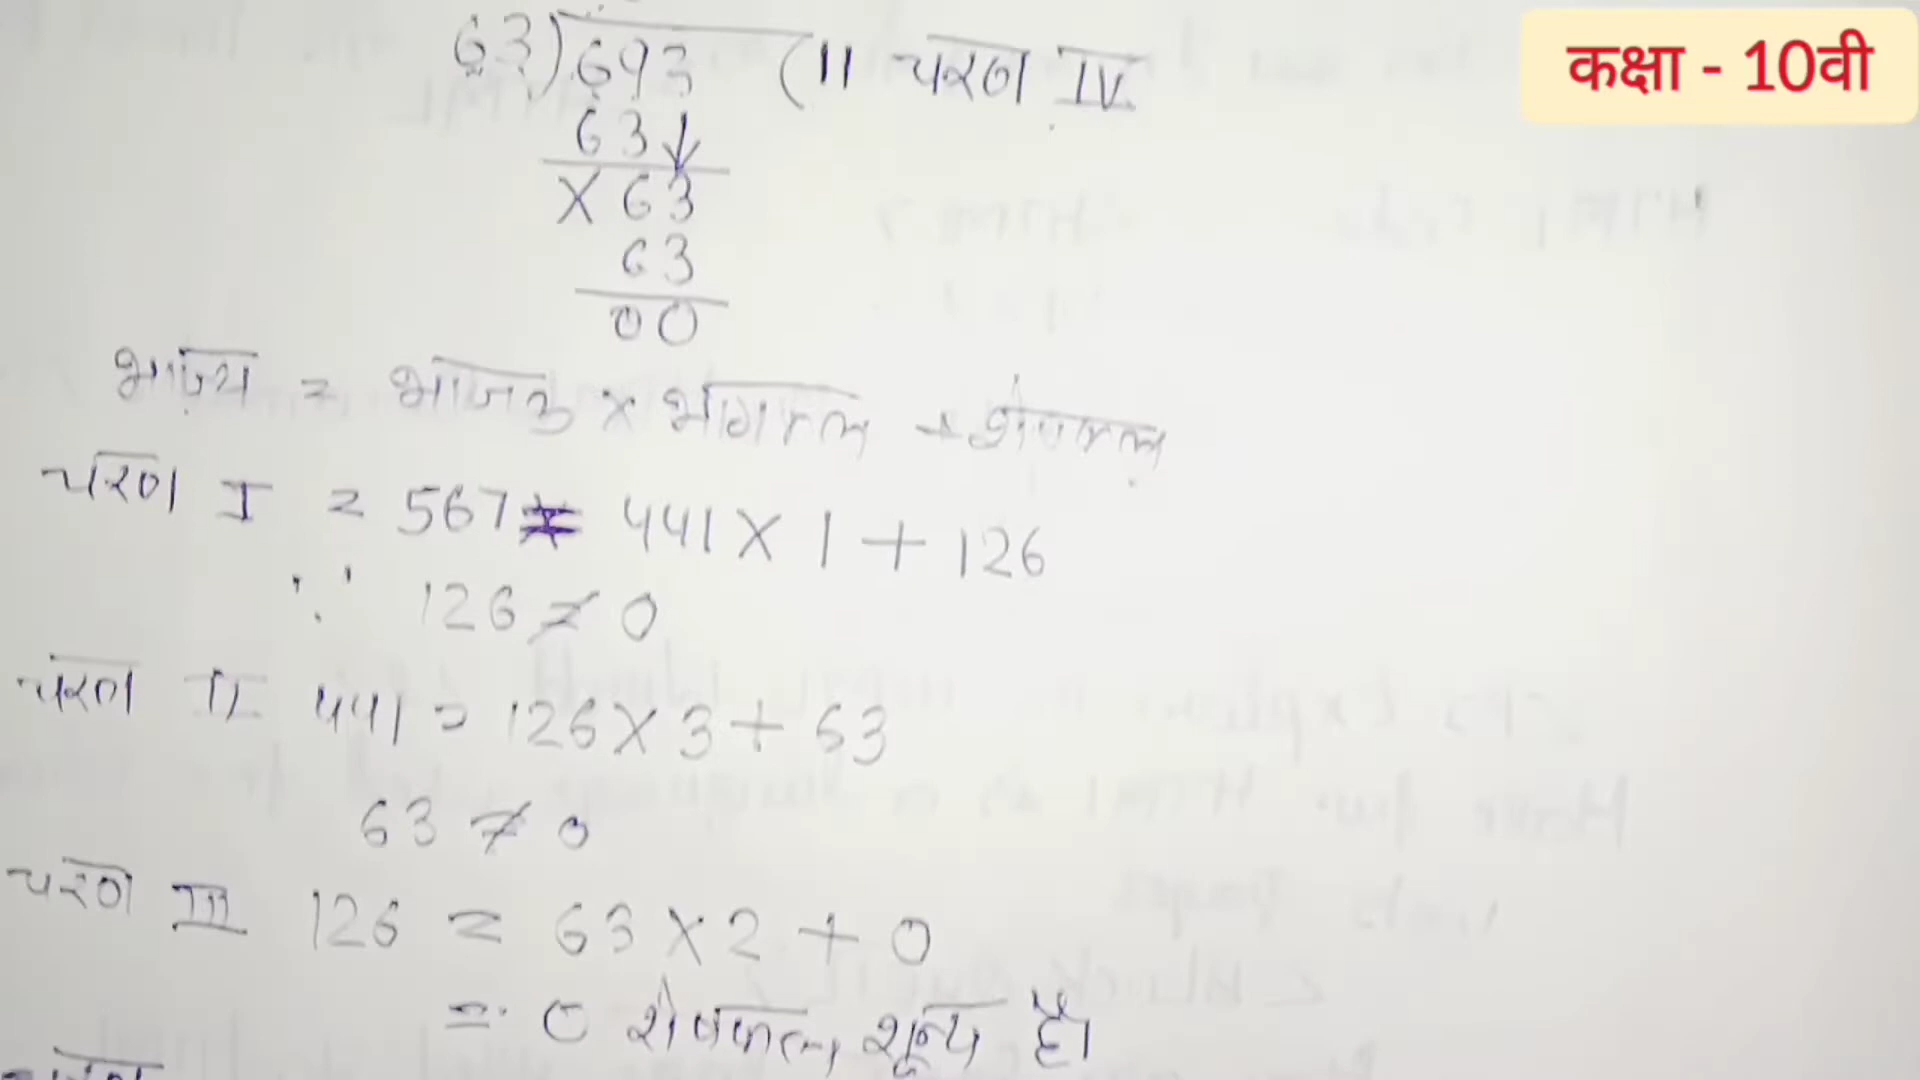 कक्षा - 10वी
63) 693 (11 चरण IV
63↓
X 63
63
00
भाज्य = भाजक × भागफल + शेषफल
चरण I = 567 = 441 X 1 + 126
∵ 126 ≠ 0
चरण II 441 = 126 X 3 + 63
63 ≠ 0
चरण III 126 = 63 X 2 + 0
= 0 शेषफल शून्य है।